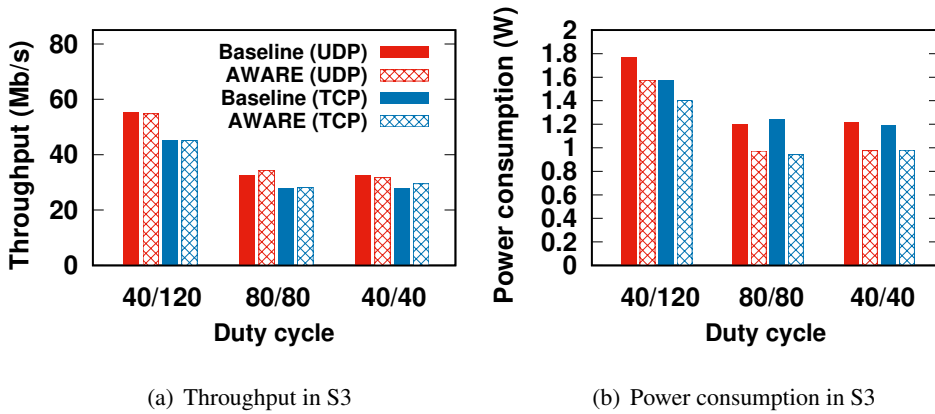 Throughput (Mb/s)
80
60
40
20
0
Baseline (UDP)
AWARE (UDP)
Baseline (TCP)
AWARE (TCP)
40/120 80/80 40/40
Duty cycle
(a) Throughput in S3
Power consumption (W)
2
1.8
1.6
1.4
1.2
1
0.8
0.6
0.4
0.2
0
40/120 80/80 40/40
Duty cycle
(b) Power consumption in S3